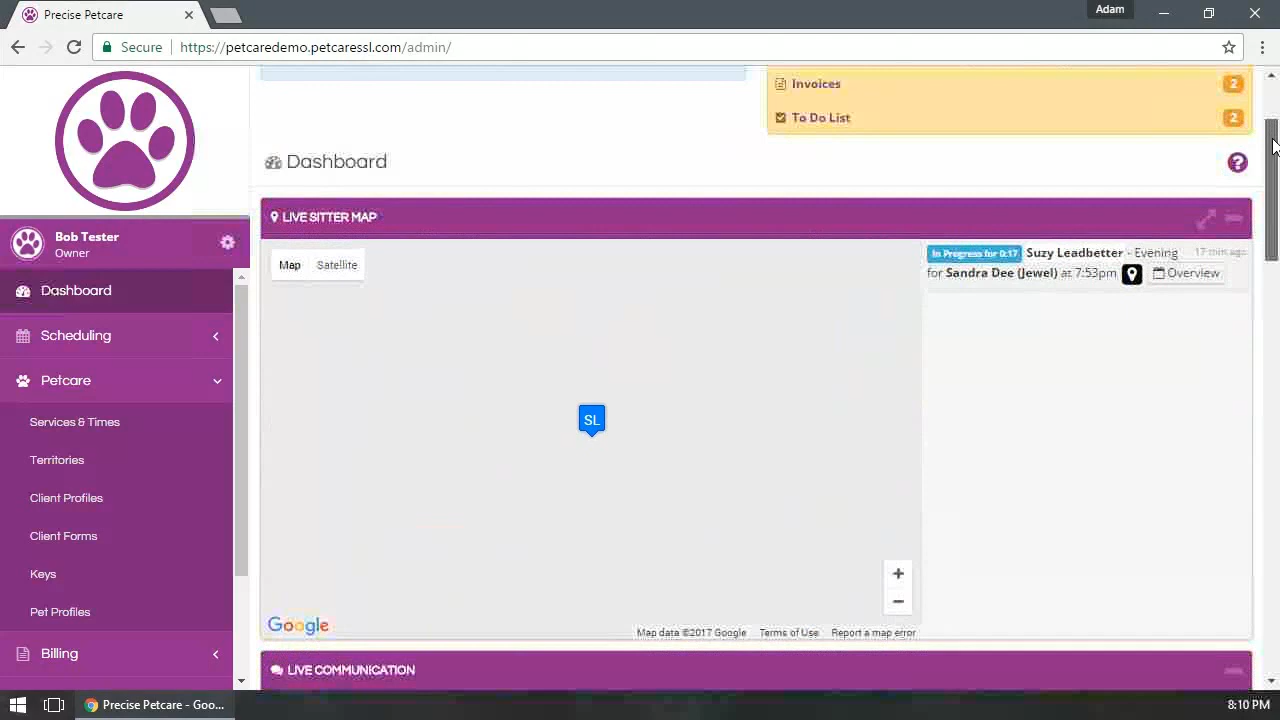 Precise Petcare
Adam
Secure https://petcaredemo.petcaressl.com/admin/
Invoices 2
To Do List 2
Dashboard
?
LIVE SITTER MAP
Bob Tester
Owner
Dashboard
Scheduling
Petcare
Services & Times
Territories
Client Profiles
Client Forms
Keys
Pet Profiles
Billing
Map Satellite
SL
+
−
Google
Map data ©2017 Google Terms of Use Report a map error
In Progress for 0:17 Suzy Leadbetter - Evening 17 min ago
for Sandra Dee (Jewel) at 7:53pm Overview
LIVE COMMUNICATION
Precise Petcare - Goo...
8:10 PM